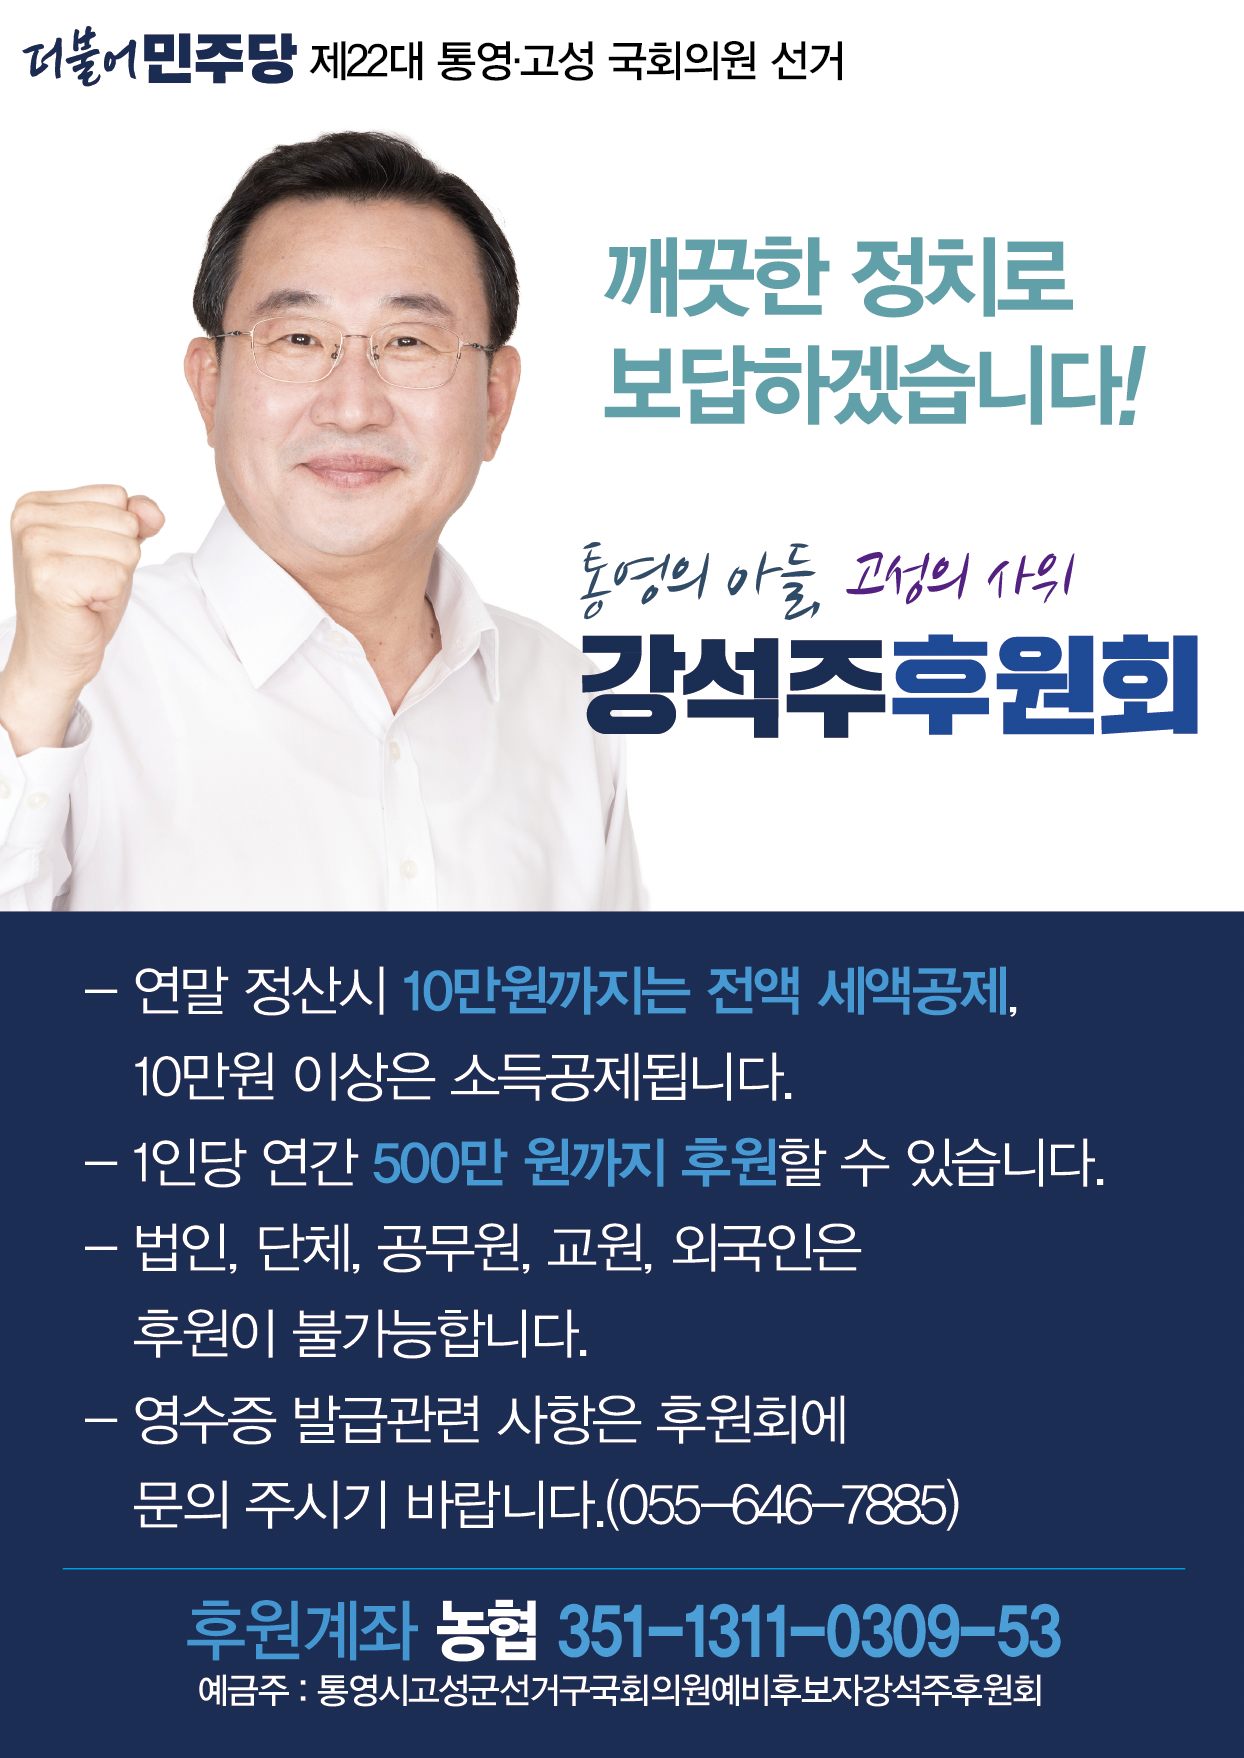 더불어민주당 제22대 통영·고성 국회의원 선거
깨끗한 정치로
보답하겠습니다!
통영의 아들, 고성의 사위
강석주후원회
– 연말 정산시 10만원까지는 전액 세액공제,
10만원 이상은 소득공제됩니다.
– 1인당 연간 500만 원까지 후원할 수 있습니다.
– 법인, 단체, 공무원, 교원, 외국인은
후원이 불가능합니다.
– 영수증 발급관련 사항은 후원회에
문의 주시기 바랍니다.(055-646-7885)
후원계좌 농협 351-1311-0309-53
예금주 : 통영시고성군선거구국회의원예비후보자강석주후원회